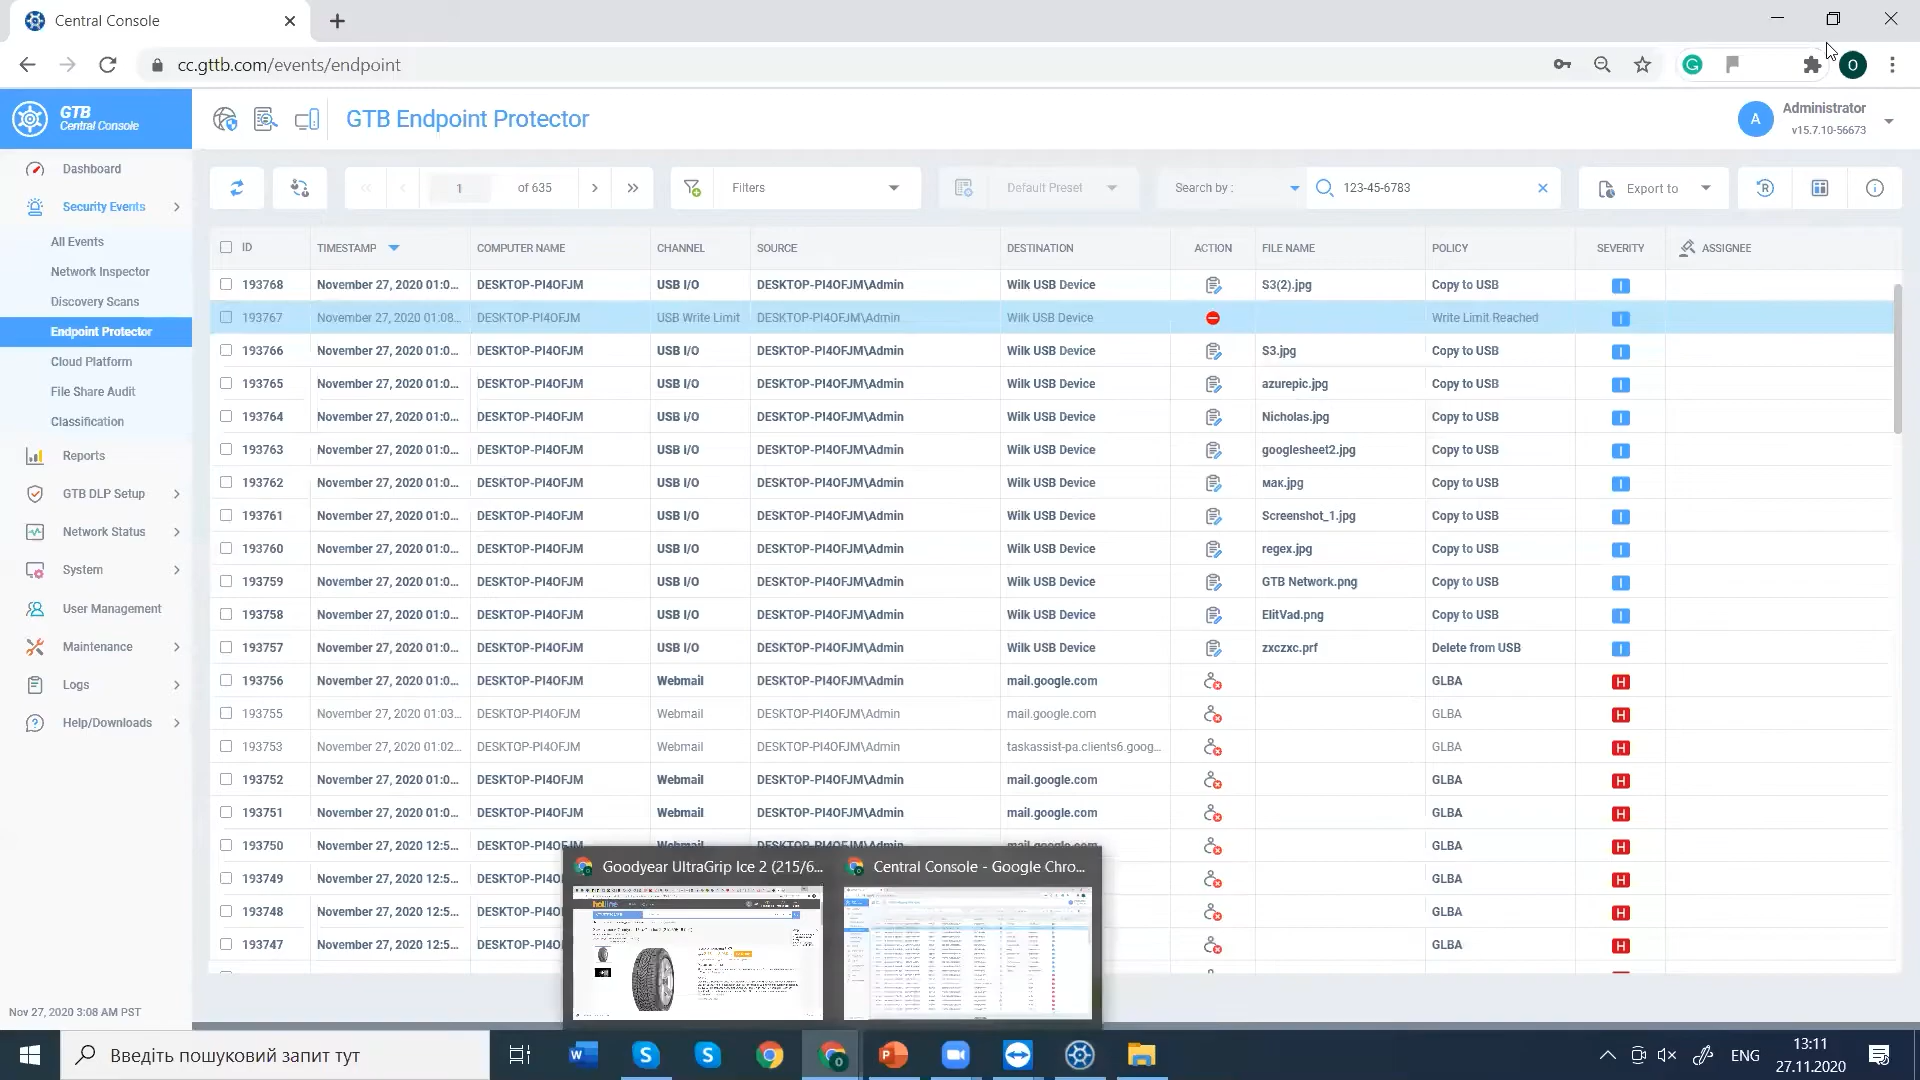 Central Console
cc.gttb.com/events/endpoint
O
GTB
Central Console
GTB Endpoint Protector
A
Administrator
v15.7.10-56673
Dashboard
Security Events
All Events
Network Inspector
Discovery Scans
Endpoint Protector
Cloud Platform
File Share Audit
Classification
Reports
GTB DLP Setup
Network Status
System
User Management
Maintenance
Logs
Help/Downloads
Nov 27, 2020 3:08 AM PST
1 of 635 Filters Default Preset Search by : 123-45-6783 Export to
ID TIMESTAMP COMPUTER NAME CHANNEL SOURCE DESTINATION ACTION FILE NAME POLICY SEVERITY ASSIGNEE
193768 November 27, 2020 01:0... DESKTOP-PI4OFJM USB I/O DESKTOP-PI4OFJM\Admin Wilk USB Device S3(2).jpg Copy to USB I
193767 November 27, 2020 01:08... DESKTOP-PI4OFJM USB Write Limit DESKTOP-PI4OFJM\Admin Wilk USB Device Write Limit Reached I
193766 November 27, 2020 01:0... DESKTOP-PI4OFJM USB I/O DESKTOP-PI4OFJM\Admin Wilk USB Device S3.jpg Copy to USB I
193765 November 27, 2020 01:0... DESKTOP-PI4OFJM USB I/O DESKTOP-PI4OFJM\Admin Wilk USB Device azurepic.jpg Copy to USB I
193764 November 27, 2020 01:0... DESKTOP-PI4OFJM USB I/O DESKTOP-PI4OFJM\Admin Wilk USB Device Nicholas.jpg Copy to USB I
193763 November 27, 2020 01:0... DESKTOP-PI4OFJM USB I/O DESKTOP-PI4OFJM\Admin Wilk USB Device googlesheet2.jpg Copy to USB I
193762 November 27, 2020 01:0... DESKTOP-PI4OFJM USB I/O DESKTOP-PI4OFJM\Admin Wilk USB Device мак.jpg Copy to USB I
193761 November 27, 2020 01:0... DESKTOP-PI4OFJM USB I/O DESKTOP-PI4OFJM\Admin Wilk USB Device Screenshot_1.jpg Copy to USB I
193760 November 27, 2020 01:0... DESKTOP-PI4OFJM USB I/O DESKTOP-PI4OFJM\Admin Wilk USB Device regex.jpg Copy to USB I
193759 November 27, 2020 01:0... DESKTOP-PI4OFJM USB I/O DESKTOP-PI4OFJM\Admin Wilk USB Device GTB Network.png Copy to USB I
193758 November 27, 2020 01:0... DESKTOP-PI4OFJM USB I/O DESKTOP-PI4OFJM\Admin Wilk USB Device ElitVad.png Copy to USB I
193757 November 27, 2020 01:0... DESKTOP-PI4OFJM USB I/O DESKTOP-PI4OFJM\Admin Wilk USB Device zxczxc.prf Delete from USB I
193756 November 27, 2020 01:0... DESKTOP-PI4OFJM Webmail DESKTOP-PI4OFJM\Admin mail.google.com GLBA H
193755 November 27, 2020 01:03... DESKTOP-PI4OFJM Webmail DESKTOP-PI4OFJM\Admin mail.google.com GLBA H
193753 November 27, 2020 01:02... DESKTOP-PI4OFJM Webmail DESKTOP-PI4OFJM\Admin taskassist-pa.clients6.goog... GLBA H
193752 November 27, 2020 01:0... DESKTOP-PI4OFJM Webmail DESKTOP-PI4OFJM\Admin mail.google.com GLBA H
193751 November 27, 2020 01:0... DESKTOP-PI4OFJM Webmail DESKTOP-PI4OFJM\Admin mail.google.com GLBA H
193750 November 27, 2020 12:5... DESKTOP-PI4OFJM Webmail DESKTOP-PI4OFJM\Admin mail.google.com GLBA H
193749 November 27, 2020 12:5... DESKTOP-PI4OF GLBA H
193748 November 27, 2020 12:5... DESKTOP-PI4OF GLBA H
193747 November 27, 2020 12:5... DESKTOP-PI4OF GLBA H
Goodyear UltraGrip Ice 2 (215/6... Central Console - Google Chro...
hotline
Введіть пошуковий запит тут
ENG
13:11
27.11.2020